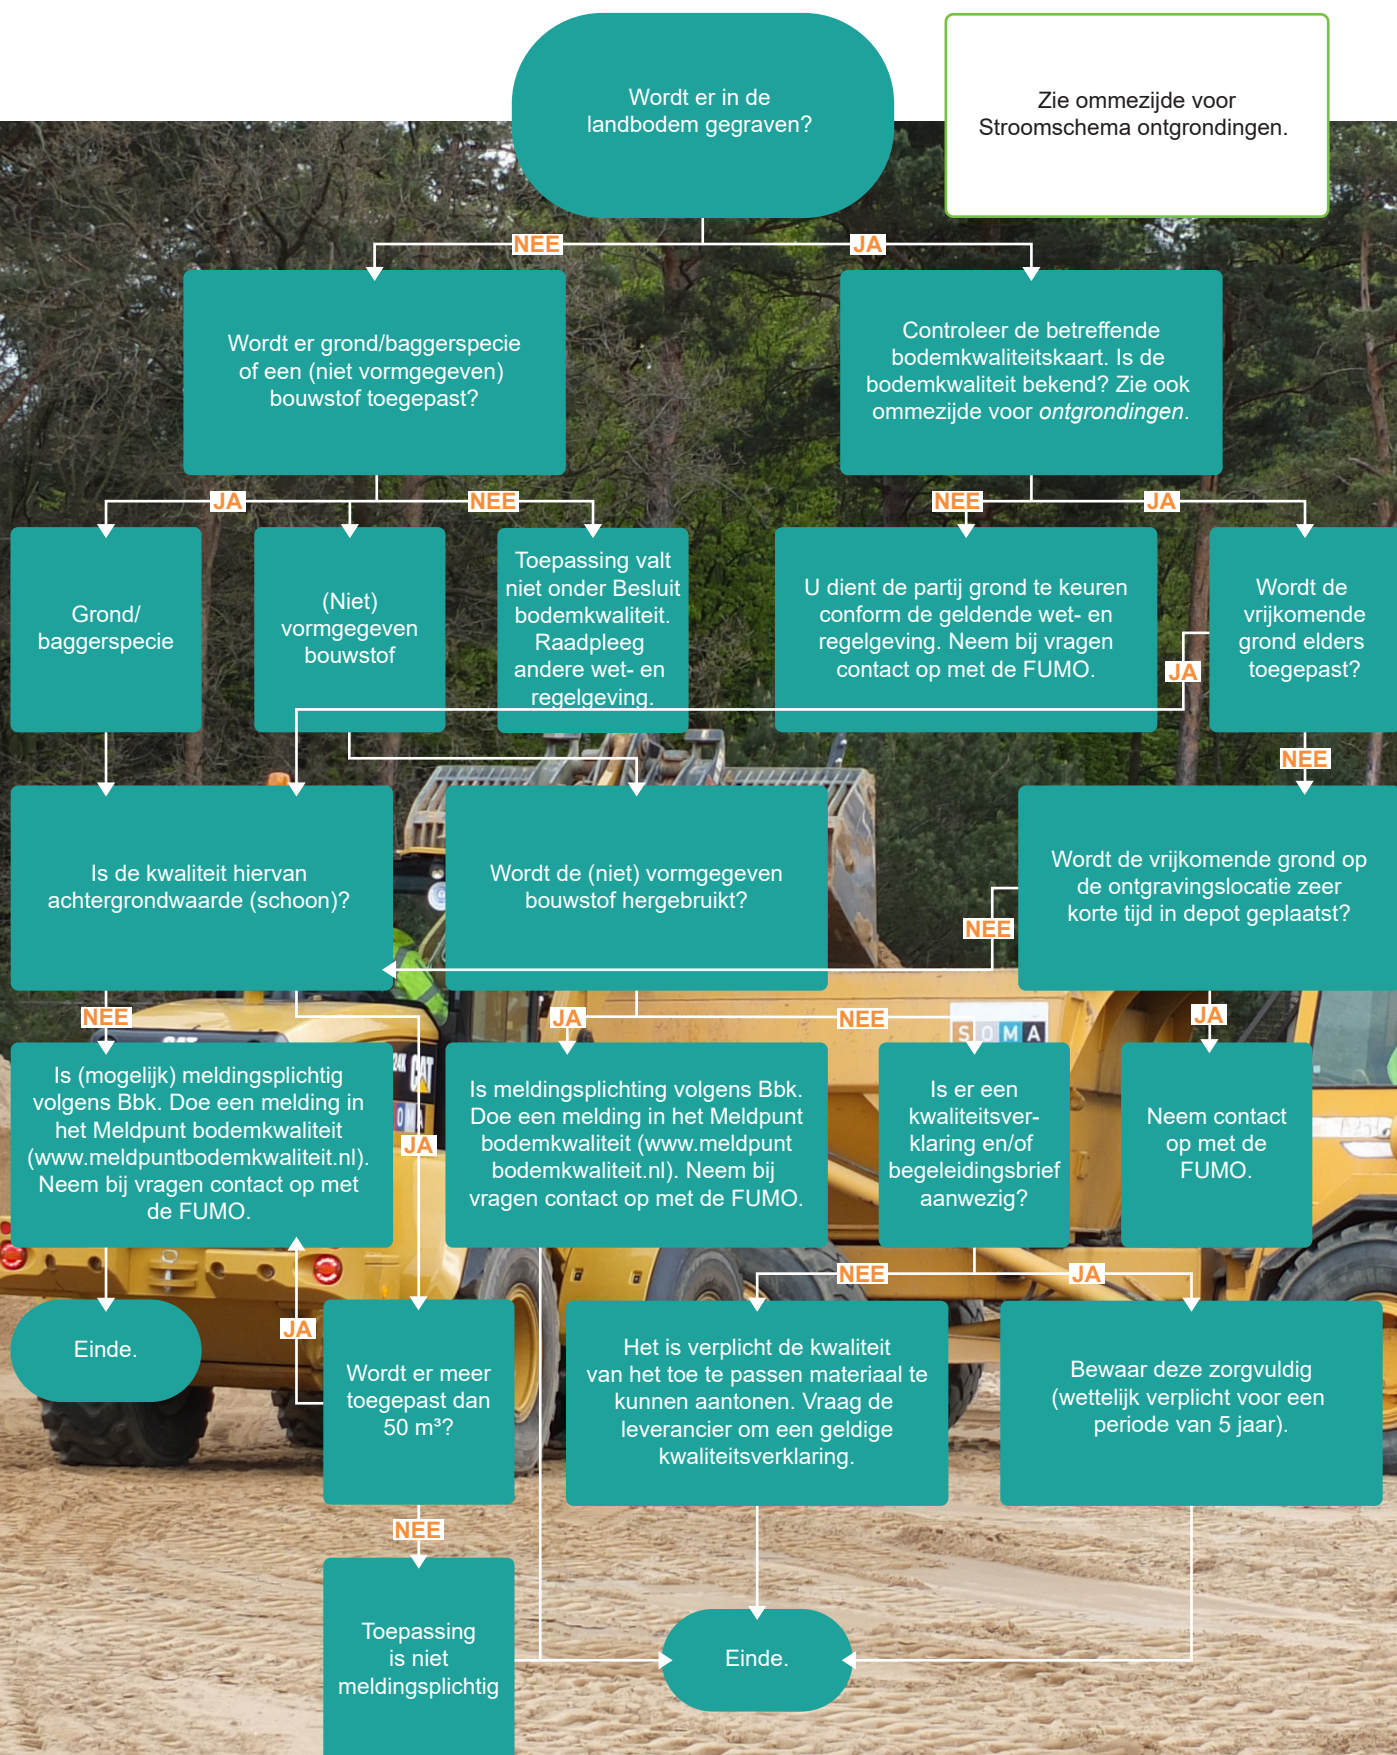 Wordt er in de
landbodem gegraven?
Zie ommezijde voor
Stroomschema ontgrondingen.
NEE
JA
Wordt er grond/baggerspecie
of een (niet vormgegeven)
bouwstof toegepast?
Controleer de betreffende
bodemkwaliteitskaart. Is de
bodemkwaliteit bekend? Zie ook
ommezijde voor ontgrondingen.
JA
NEE
NEE
JA
Grond/
baggerspecie
(Niet)
vormgegeven
bouwstof
Toepassing valt
niet onder Besluit
bodemkwaliteit.
Raadpleeg
andere wet- en
regelgeving.
U dient de partij grond te keuren
conform de geldende wet- en
regelgeving. Neem bij vragen
contact op met de FUMO.
Wordt de
vrijkomende
grond elders
toegepast?
JA
NEE
Is de kwaliteit hiervan
achtergrondwaarde (schoon)?
Wordt de (niet) vormgegeven
bouwstof hergebruikt?
Wordt de vrijkomende grond op
de ontgravingslocatie zeer
korte tijd in depot geplaatst?
NEE
NEE
JA
NEE
JA
SOMA
CAT
24K
CAT
OMA
Is (mogelijk) meldingsplichtig
volgens Bbk. Doe een melding in
het Meldpunt bodemkwaliteit
(www.meldpuntbodemkwaliteit.nl).
Neem bij vragen contact op met
de FUMO.
JA
Is meldingsplichting volgens Bbk.
Doe een melding in het Meldpunt
bodemkwaliteit (www.meldpunt
bodemkwaliteit.nl). Neem bij
vragen contact op met de FUMO.
Is er een
kwaliteitsver-
klaring en/of
begeleidingsbrief
aanwezig?
Neem contact
op met de
FUMO.
NEE
JA
JA
Einde.
Wordt er meer
toegepast dan
50 m³?
Het is verplicht de kwaliteit
van het toe te passen materiaal te
kunnen aantonen. Vraag de
leverancier om een geldige
kwaliteitsverklaring.
Bewaar deze zorgvuldig
(wettelijk verplicht voor een
periode van 5 jaar).
NEE
Toepassing
is niet
meldingsplichtig
Einde.